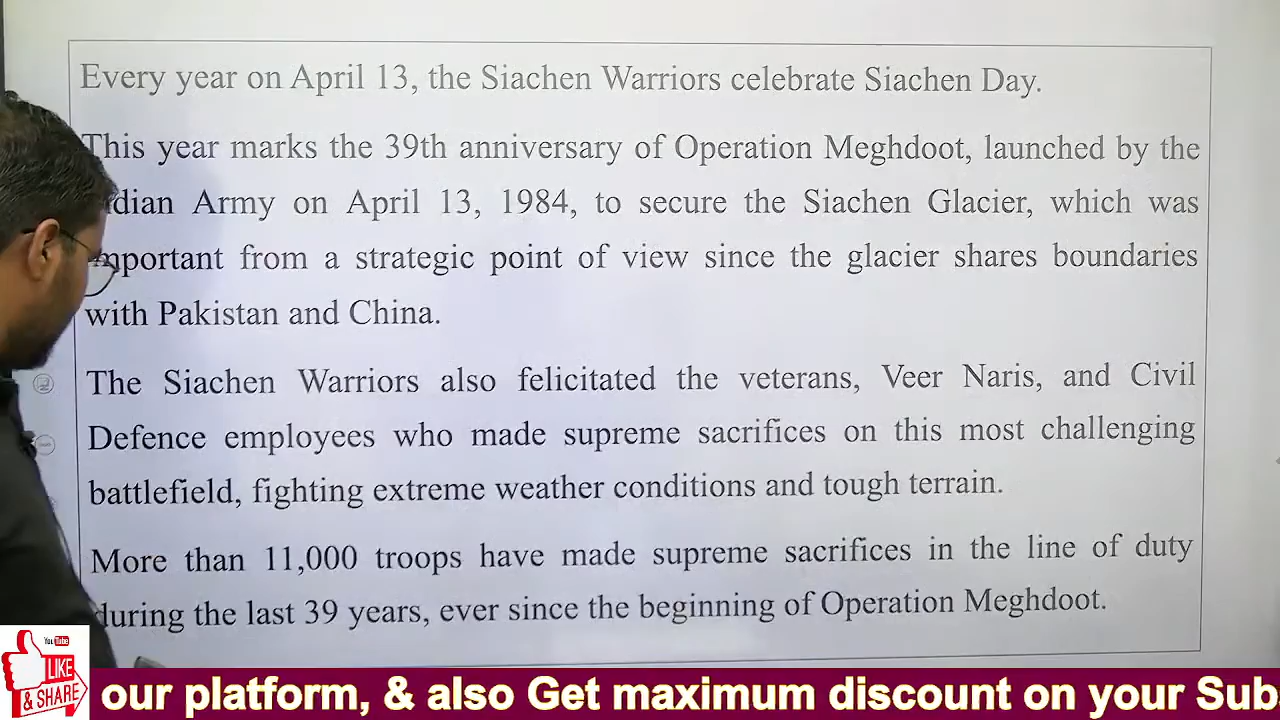 Every year on April 13, the Siachen Warriors celebrate Siachen Day.
This year marks the 39th anniversary of Operation Meghdoot, launched by the
dian Army on April 13, 1984, to secure the Siachen Glacier, which was
mportant from a strategic point of view since the glacier shares boundaries
with Pakistan and China.
The Siachen Warriors also felicitated the veterans, Veer Naris, and Civil
Defence employees who made supreme sacrifices on this most challenging
battlefield, fighting extreme weather conditions and tough terrain.
More than 11,000 troops have made supreme sacrifices in the line of duty
during the last 39 years, ever since the beginning of Operation Meghdoot.
YouTube
LIKE
& SHARE
our platform, & also Get maximum discount on your Sub